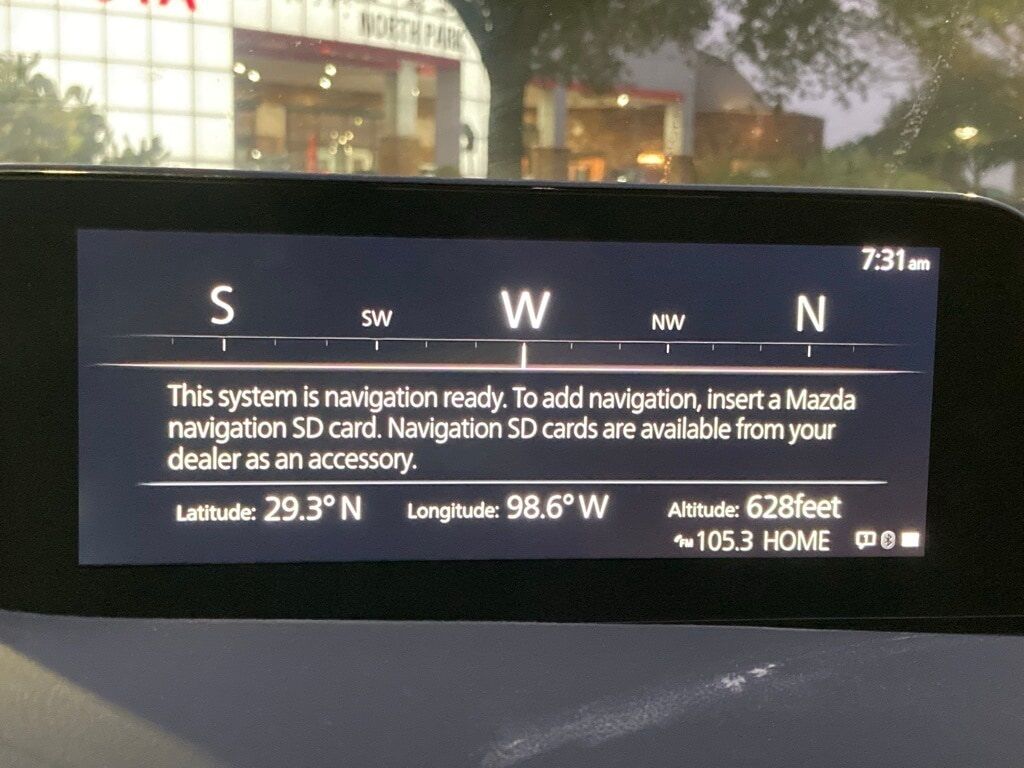 NORTH PARK
7:31am
S SW W NW N
This system is navigation ready. To add navigation, insert a Mazda
navigation SD card. Navigation SD cards are available from your
dealer as an accessory.
Latitude: 29.3° N Longitude: 98.6° W Altitude: 628feet
FM 105.3 HOME